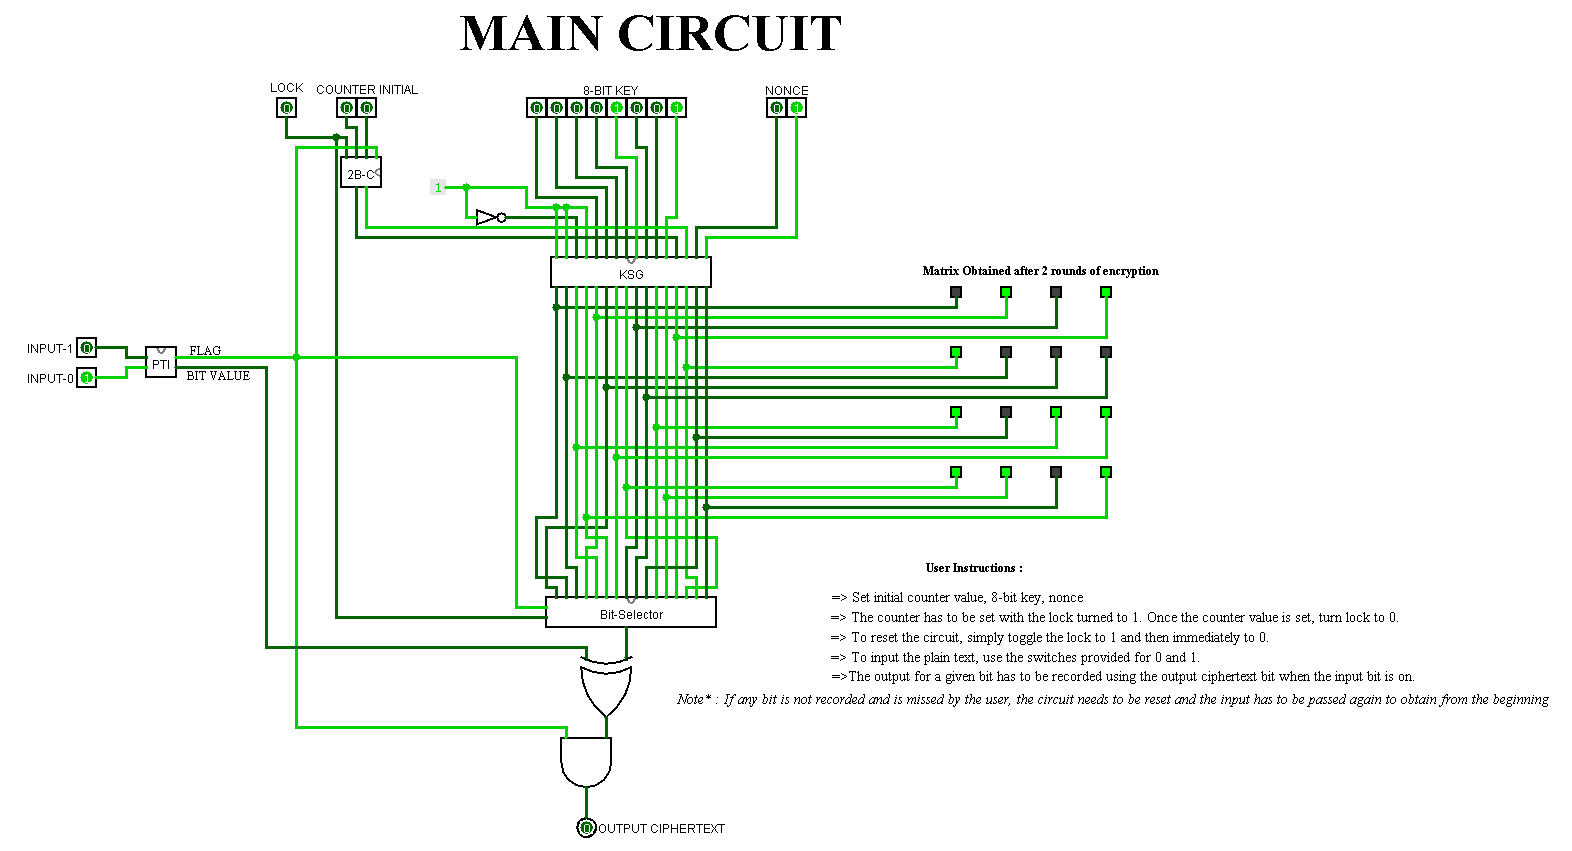 MAIN CIRCUIT
LOCK
COUNTER INITIAL
8-BIT KEY
NONCE
0
0 0
0 0 0 0 1 0 0 1
0 1
2B-C
1
KSG
Matrix Obtained after 2 rounds of encryption
INPUT-1 0
FLAG
PTI
INPUT-0 1
BIT VALUE
User Instructions :
=> Set initial counter value, 8-bit key, nonce
=> The counter has to be set with the lock turned to 1. Once the counter value is set, turn lock to 0.
Bit-Selector
=> To reset the circuit, simply toggle the lock to 1 and then immediately to 0.
=> To input the plain text, use the switches provided for 0 and 1.
=>The output for a given bit has to be recorded using the output ciphertext bit when the input bit is on.
Note* : If any bit is not recorded and is missed by the user, the circuit needs to be reset and the input has to be passed again to obtain from the beginning
0 OUTPUT CIPHERTEXT